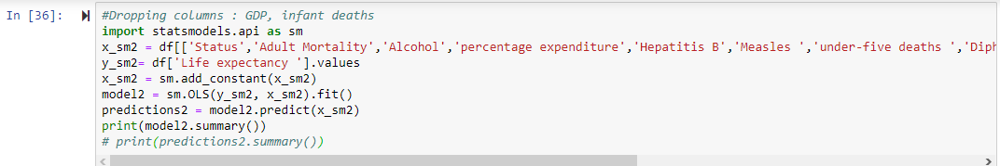 In [36]:
#Dropping columns : GDP, infant deaths
import statsmodels.api as sm
x_sm2 = df[['Status','Adult Mortality','Alcohol','percentage expenditure','Hepatitis B','Measles ','under-five deaths ','Diph
y_sm2= df['Life expectancy '].values
x_sm2 = sm.add_constant(x_sm2)
model2 = sm.OLS(y_sm2, x_sm2).fit()
predictions2 = model2.predict(x_sm2)
print(model2.summary())
# print(predictions2.summary())